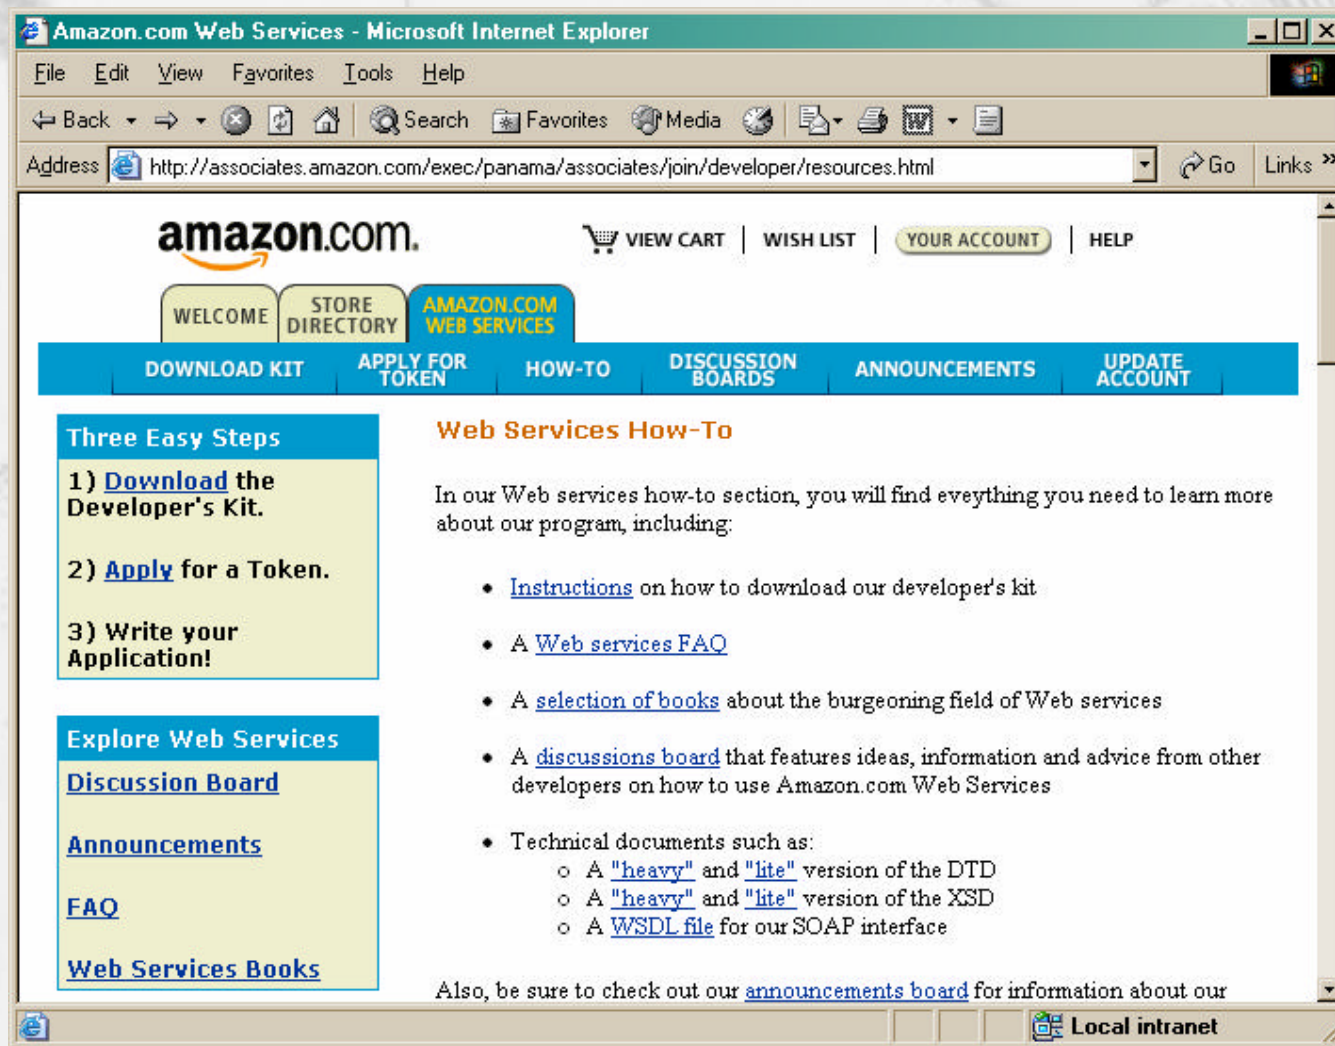 Amazon.com Web Services - Microsoft Internet Explorer
File Edit View Favorites Tools Help
Back Search Favorites Media
Address http://associates.amazon.com/exec/panama/associates/join/developer/resources.html Go Links »
amazon.com.
VIEW CART | WISH LIST | YOUR ACCOUNT | HELP
WELCOME
STORE
DIRECTORY
AMAZON.COM
WEB SERVICES
DOWNLOAD KIT
APPLY FOR
TOKEN
HOW-TO
DISCUSSION
BOARDS
ANNOUNCEMENTS
UPDATE
ACCOUNT
Three Easy Steps
1) Download the
Developer's Kit.
2) Apply for a Token.
3) Write your
Application!
Explore Web Services
Discussion Board
Announcements
FAQ
Web Services Books
Web Services How-To
In our Web services how-to section, you will find eveything you need to learn more
about our program, including:
• Instructions on how to download our developer's kit
• A Web services FAQ
• A selection of books about the burgeoning field of Web services
• A discussions board that features ideas, information and advice from other
developers on how to use Amazon.com Web Services
• Technical documents such as:
o A "heavy" and "lite" version of the DTD
o A "heavy" and "lite" version of the XSD
o A WSDL file for our SOAP interface
Also, be sure to check out our announcements board for information about our
Local intranet